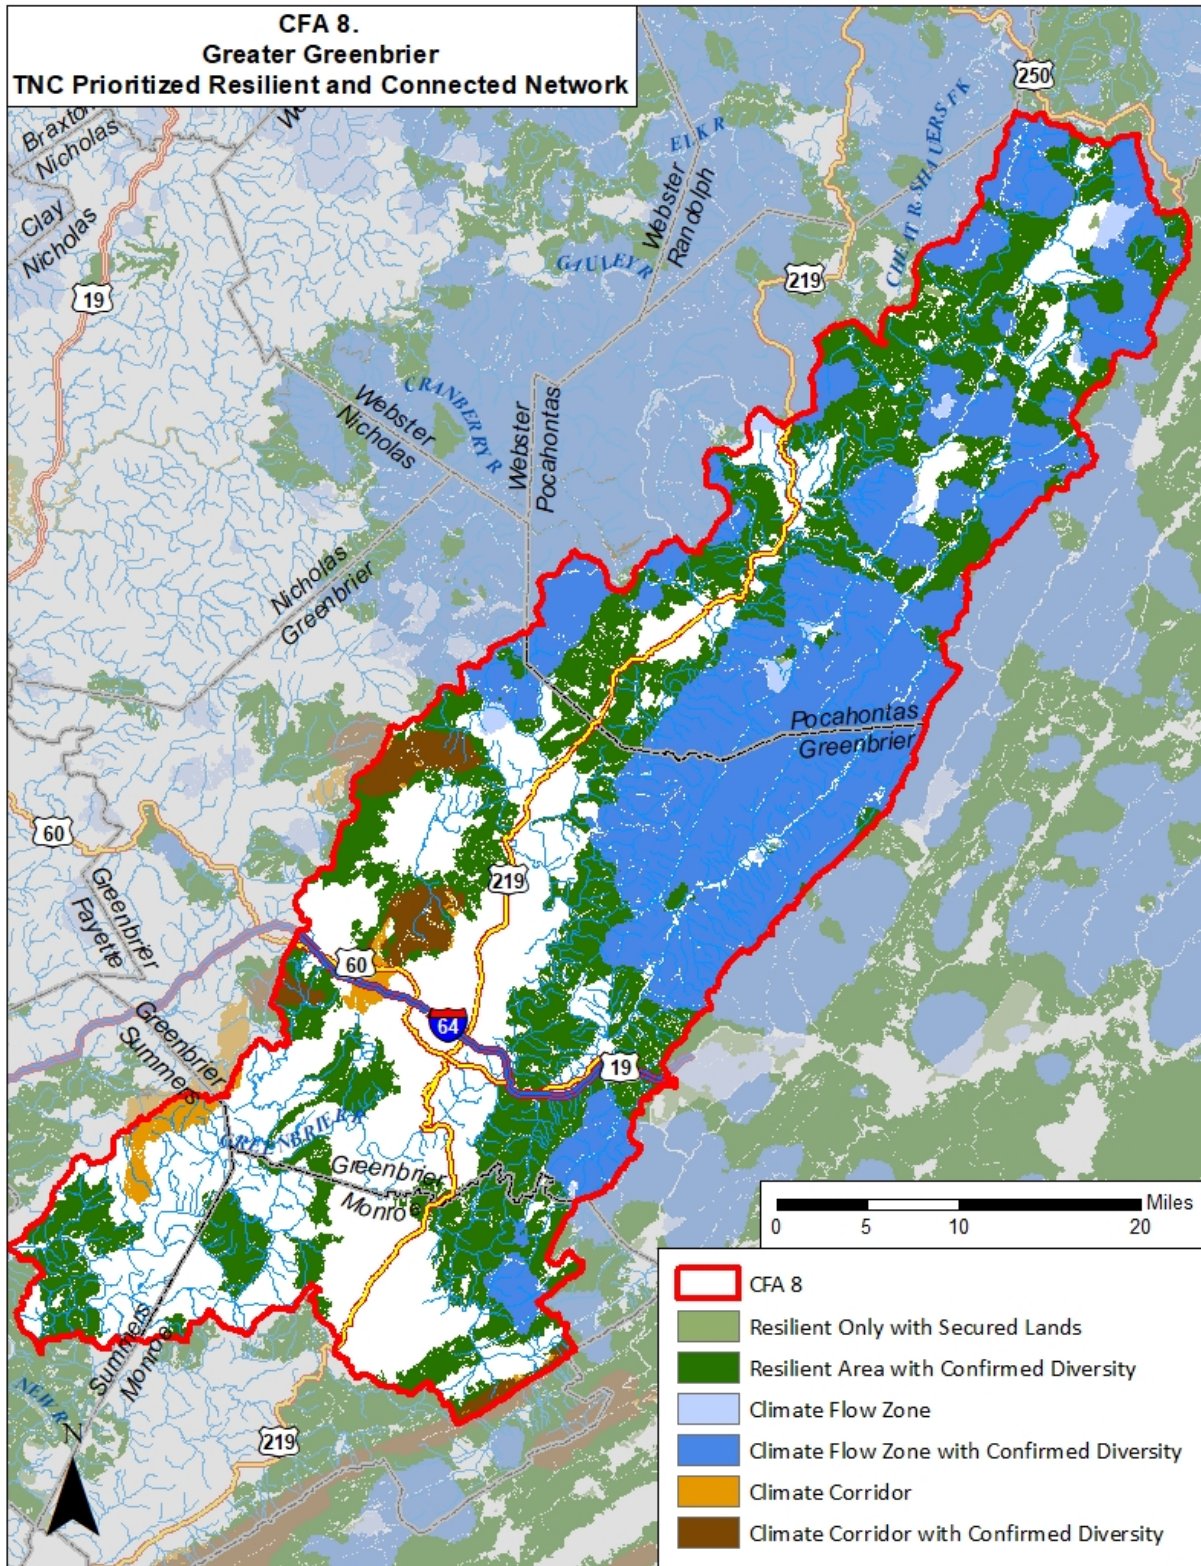 CFA 8.
Greater Greenbrier
TNC Prioritized Resilient and Connected Network
250
Braxton
Nicholas
ELK R
CHEAT R, SHAVERS FK
Clay
Nicholas
Webster
Randolph
GAULEY R
19
219
Webster
Nicholas
CRANBERRY R
Webster
Pocahontas
Nicholas
Greenbrier
Pocahontas
Greenbrier
60
219
Greenbrier
Fayette
60
64
Greenbrier
Summers
19
GREENBRIER R
Greenbrier
Monroe
Miles
0 5 10 20
Summers
Monroe
NEW R
N
219
CFA 8
Resilient Only with Secured Lands
Resilient Area with Confirmed Diversity
Climate Flow Zone
Climate Flow Zone with Confirmed Diversity
Climate Corridor
Climate Corridor with Confirmed Diversity